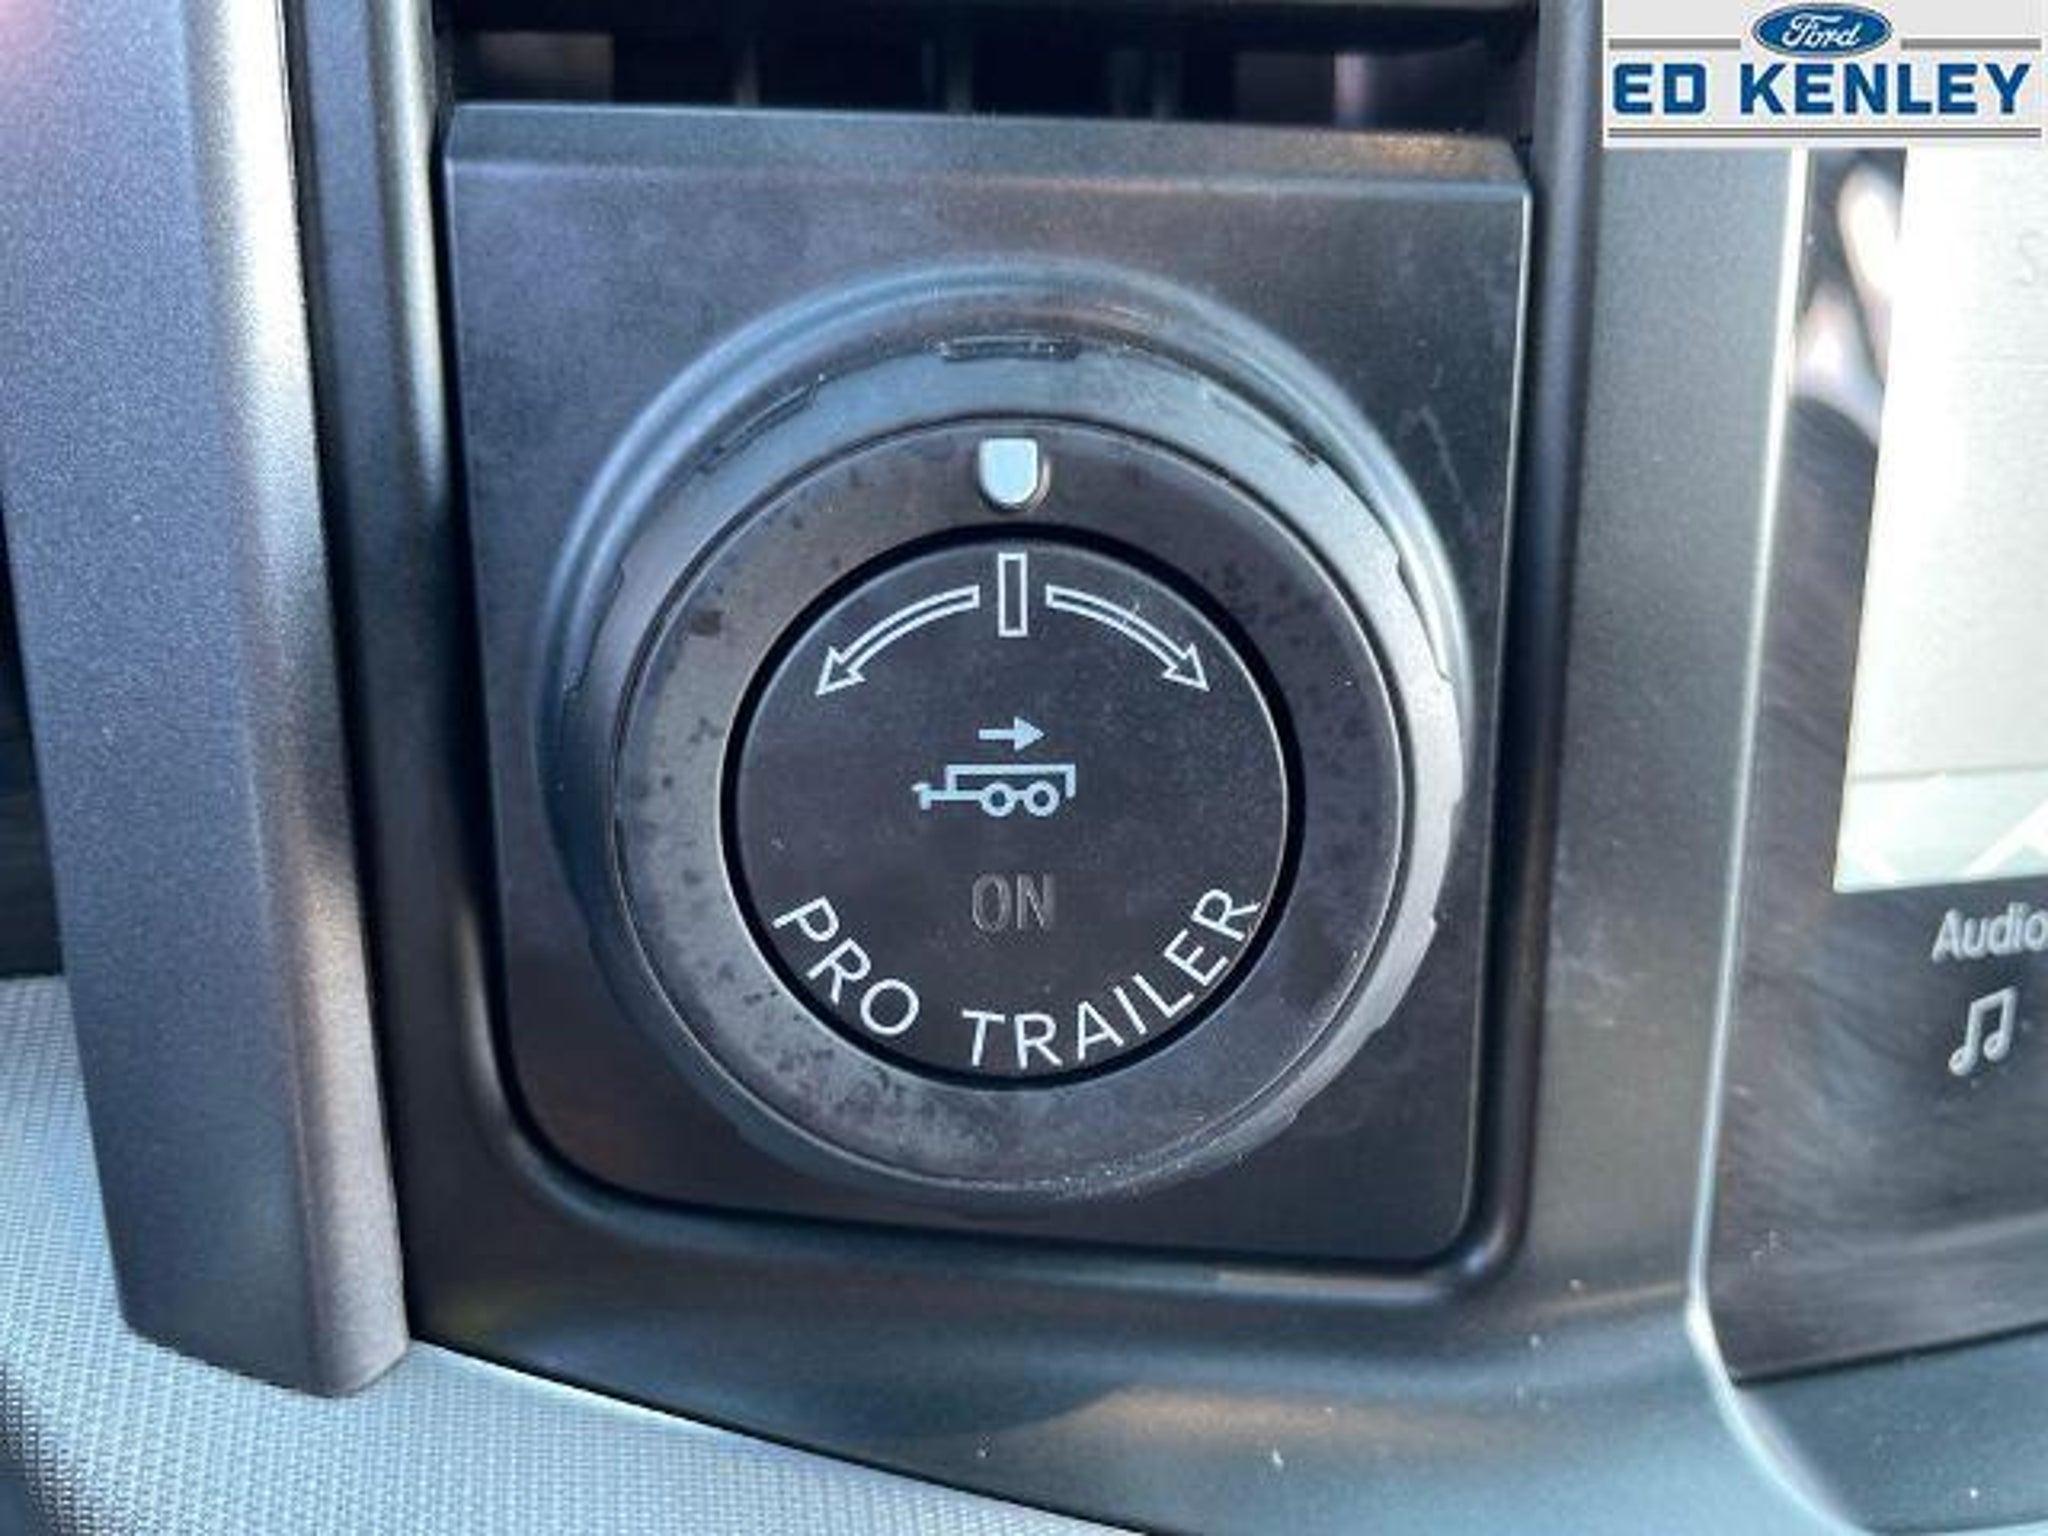 Ford
ED KENLEY
ON
PRO TRAILER
Audio